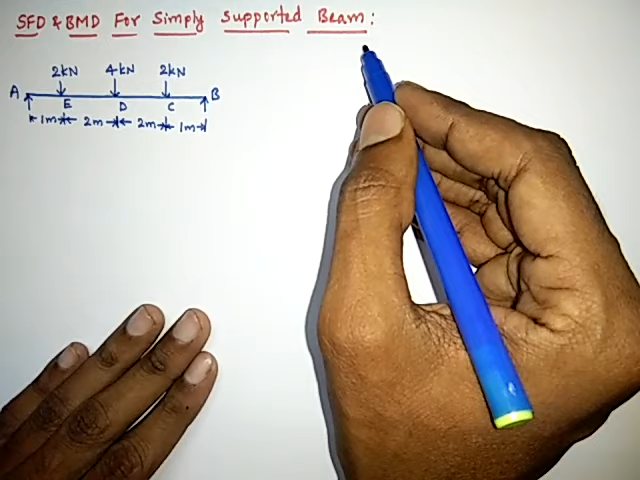 SFD & BMD For Simply Supported Beam:
2kN 4kN 2kN
A B
E D C
1m 2m 2m 1m